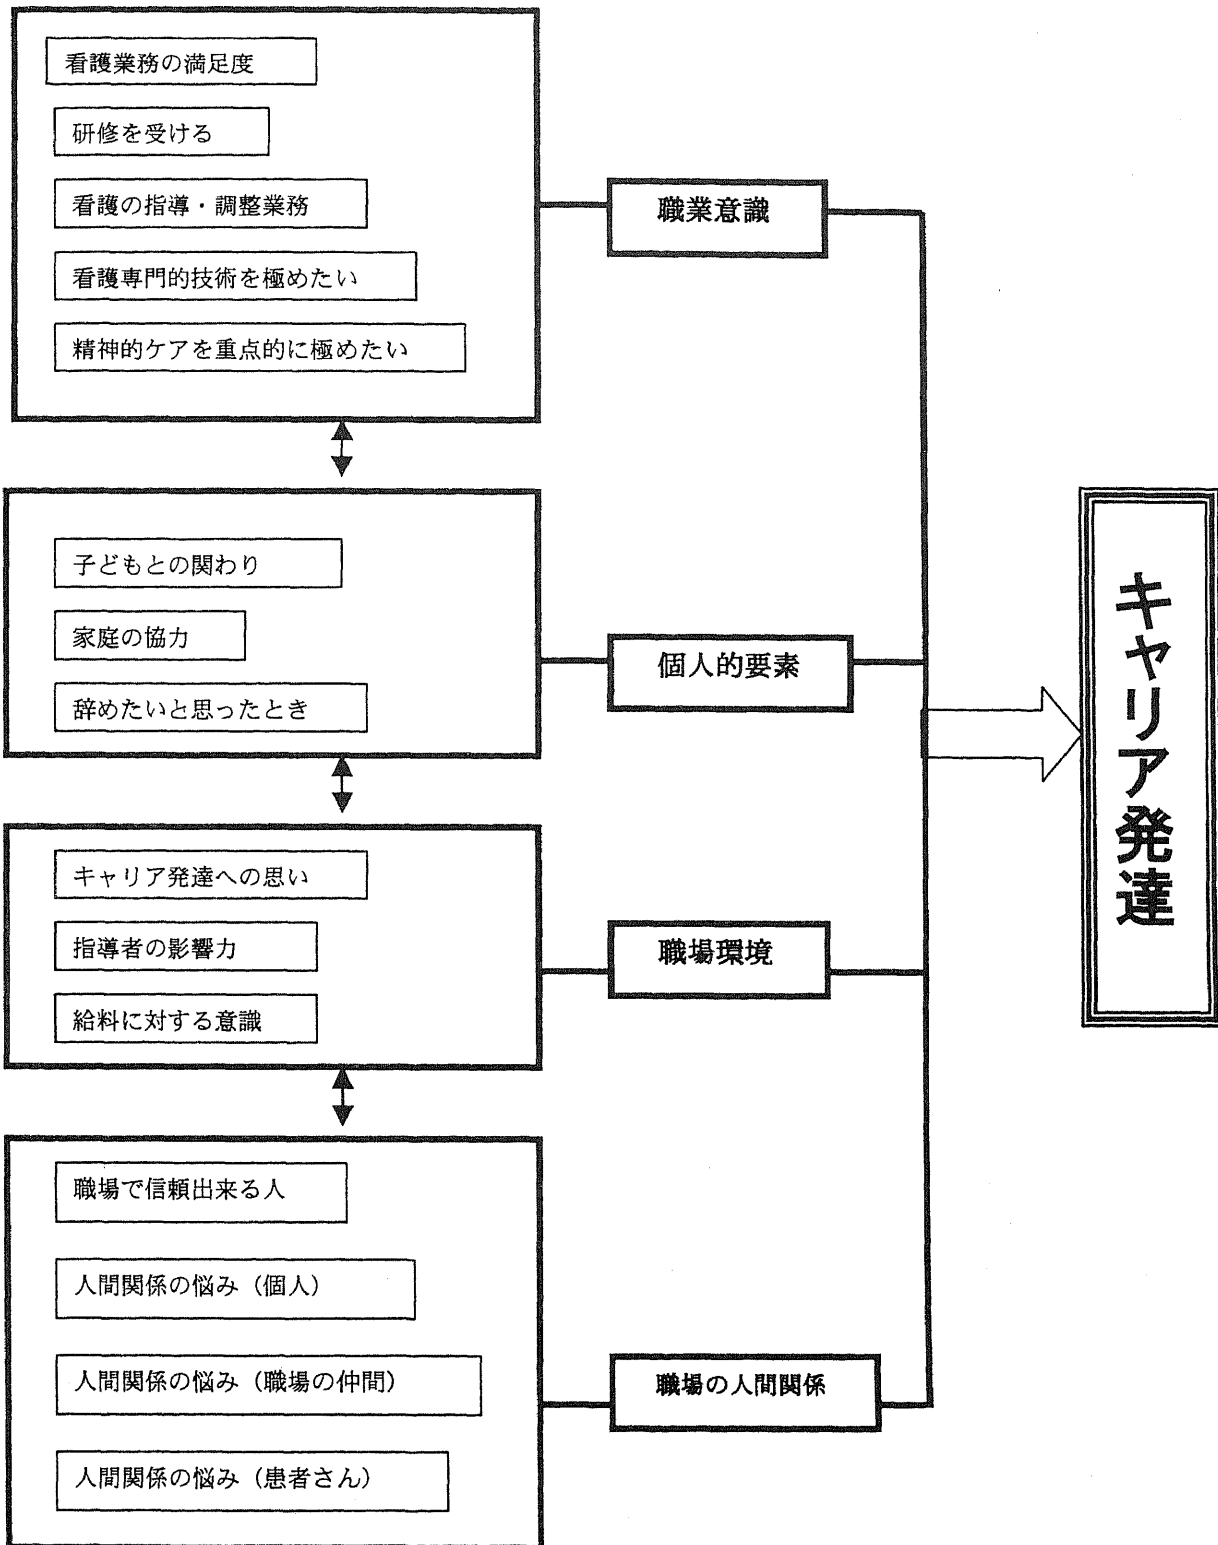 看護業務の満足度
研修を受ける
看護の指導・調整業務
看護専門的技術を極めたい
精神的ケアを重点的に極めたい
職業意識
子どもとの関わり
家庭の協力
辞めたいと思ったとき
個人的要素
キャリア発達への思い
指導者の影響力
給料に対する意識
職場環境
職場で信頼出来る人
人間関係の悩み（個人）
人間関係の悩み（職場の仲間）
人間関係の悩み（患者さん）
職場の人間関係
キャリア発達